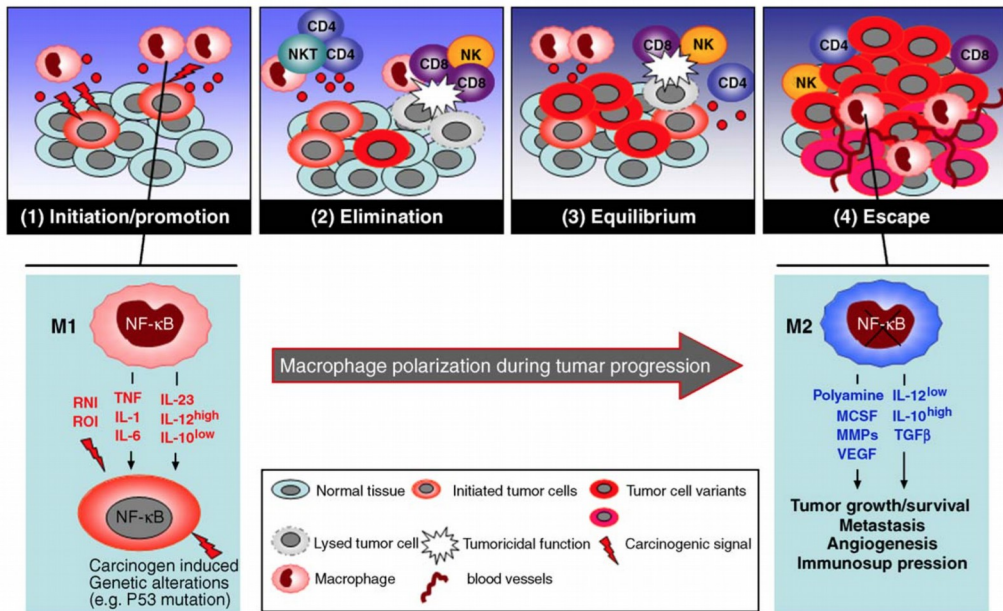 CD4
NKT
CD4
CD8
NK
CD8
CD8
NK
CD4
CD4
NK
CD8
(1) Initiation/promotion
(2) Elimination
(3) Equilibrium
(4) Escape
M1
NF-κB
RNI
ROI
TNF
IL-1
IL-6
IL-23
IL-12high
IL-10low
NF-κB
Carcinogen induced
Genetic alterations
(e.g. P53 mutation)
Macrophage polarization during tumar progression
Normal tissue
Initiated tumor cells
Tumor cell variants
Lysed tumor cell
Tumoricidal function
Carcinogenic signal
Macrophage
blood vessels
M2
NF-κB
Polyamine
MCSF
MMPs
VEGF
IL-12low
IL-10high
TGFβ
Tumor growth/survival
Metastasis
Angiogenesis
Immunosup pression